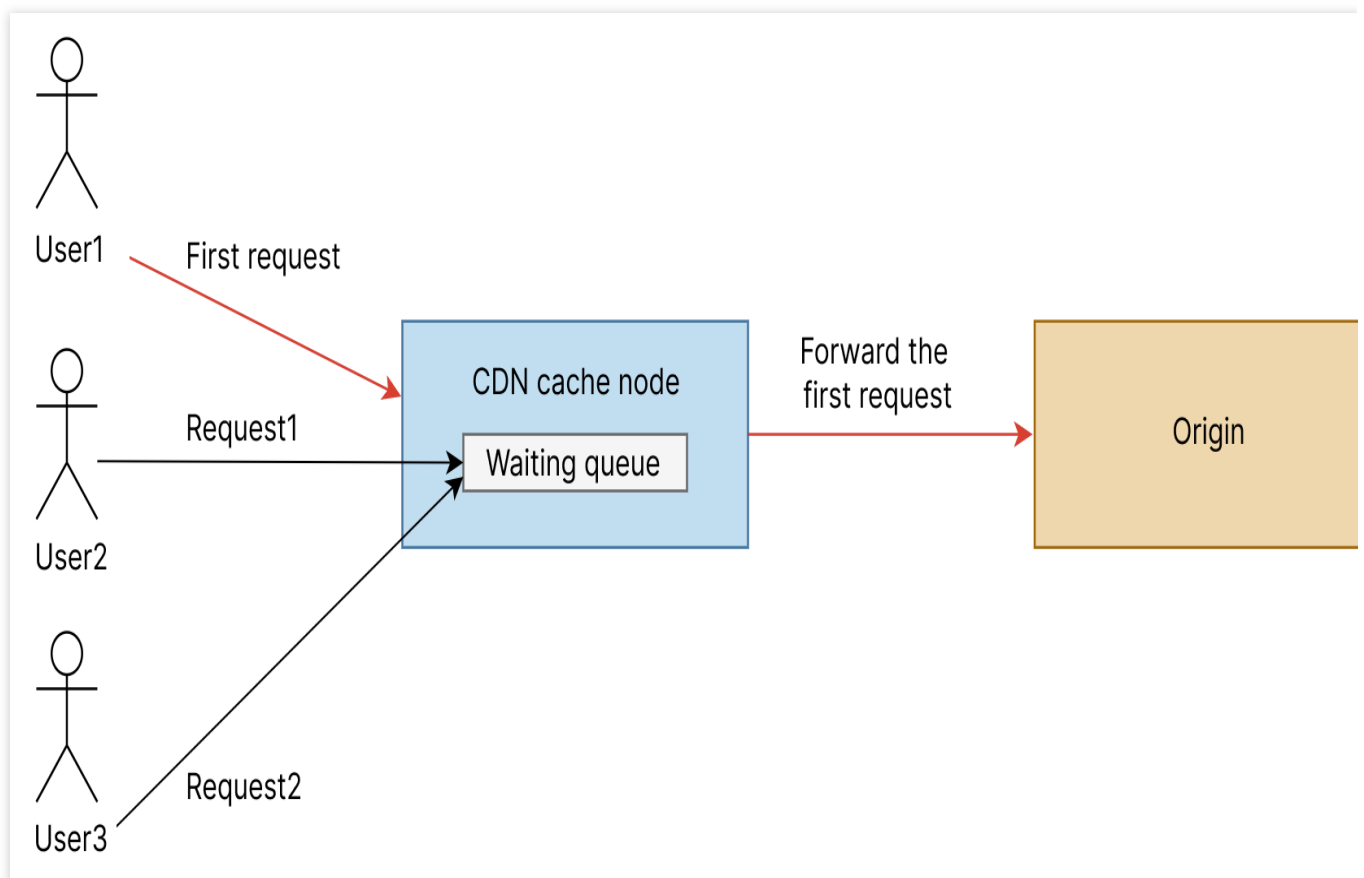 User1
First request
User2
Request1
User3
Request2
CDN cache node
Waiting queue
Forward the
first request
Origin